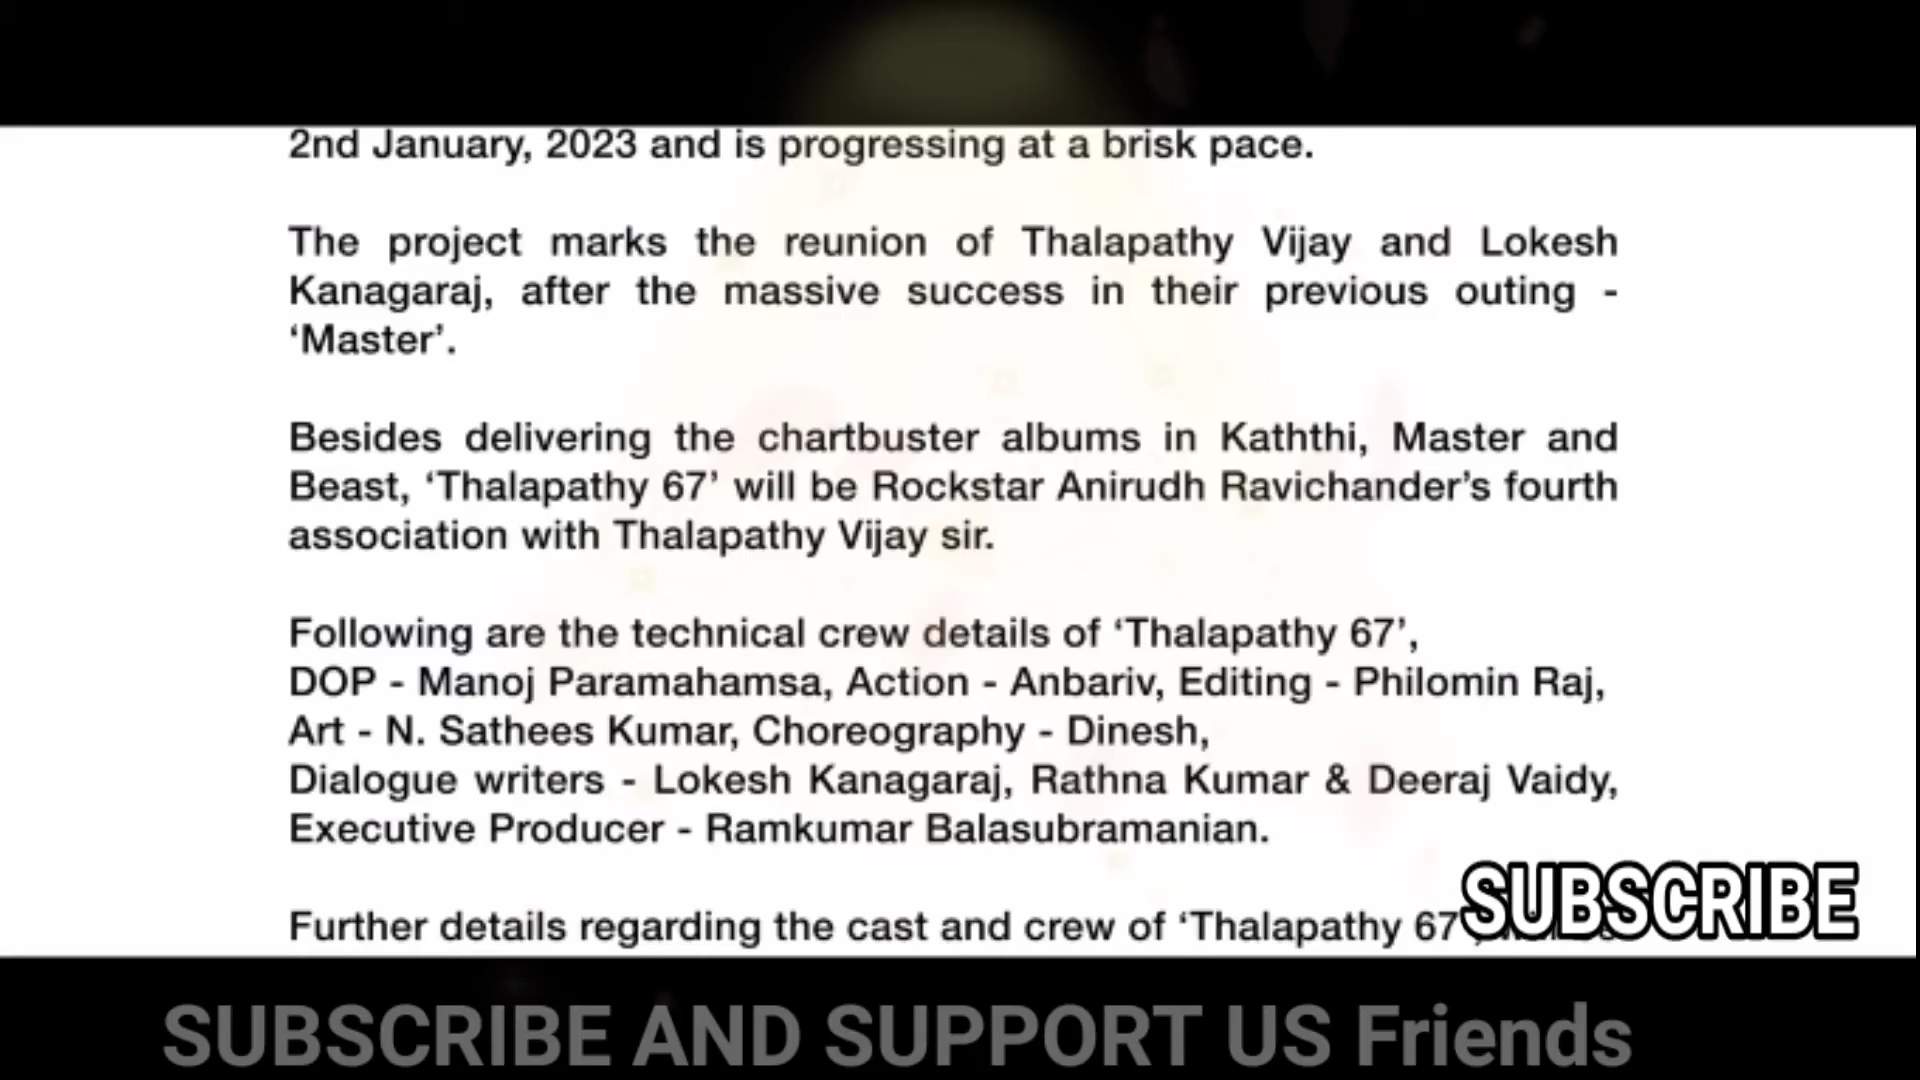 2nd January, 2023 and is progressing at a brisk pace.
The project marks the reunion of Thalapathy Vijay and Lokesh
Kanagaraj, after the massive success in their previous outing -
‘Master’.
Besides delivering the chartbuster albums in Kaththi, Master and
Beast, ‘Thalapathy 67’ will be Rockstar Anirudh Ravichander’s fourth
association with Thalapathy Vijay sir.
Following are the technical crew details of ‘Thalapathy 67’,
DOP - Manoj Paramahamsa, Action - Anbariv, Editing - Philomin Raj,
Art - N. Sathees Kumar, Choreography - Dinesh,
Dialogue writers - Lokesh Kanagaraj, Rathna Kumar & Deeraj Vaidy,
Executive Producer - Ramkumar Balasubramanian.
Further details regarding the cast and crew of ‘Thalapathy 67’
SUBSCRIBE
SUBSCRIBE AND SUPPORT US Friends